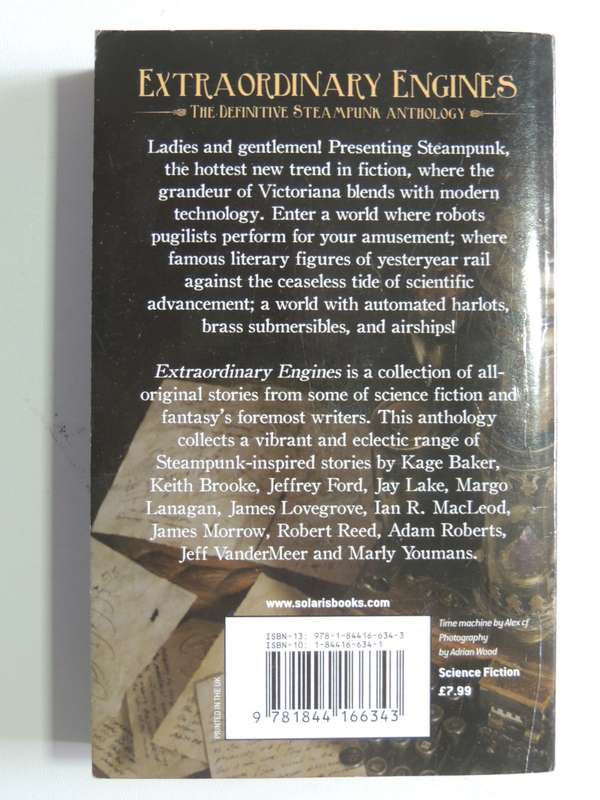 EXTRAORDINARY ENGINES
THE DEFINITIVE STEAMPUNK ANTHOLOGY
Ladies and gentlemen! Presenting Steampunk,
the hottest new trend in fiction, where the
grandeur of Victoriana blends with modern
technology. Enter a world where robots
pugilists perform for your amusement; where
famous literary figures of yesteryear rail
against the ceaseless tide of scientific
advancement; a world with automated harlots,
brass submersibles, and airships!
Extraordinary Engines is a collection of all-
original stories from some of science fiction and
fantasy's foremost writers. This anthology
collects a vibrant and eclectic range of
Steampunk-inspired stories by Kage Baker,
Keith Brooke, Jeffrey Ford, Jay Lake, Margo
Lanagan, James Lovegrove, Ian R. MacLeod,
James Morrow, Robert Reed, Adam Roberts,
Jeff VanderMeer and Marly Youmans.
www.solarisbooks.com
PRINTED IN THE UK
ISBN-13: 978-1-84416-634-3
ISBN-10: 1-84416-634-1
9 781844 166343
Time machine by Alex cf
Photography
by Adrian Wood
Science Fiction
£7.99